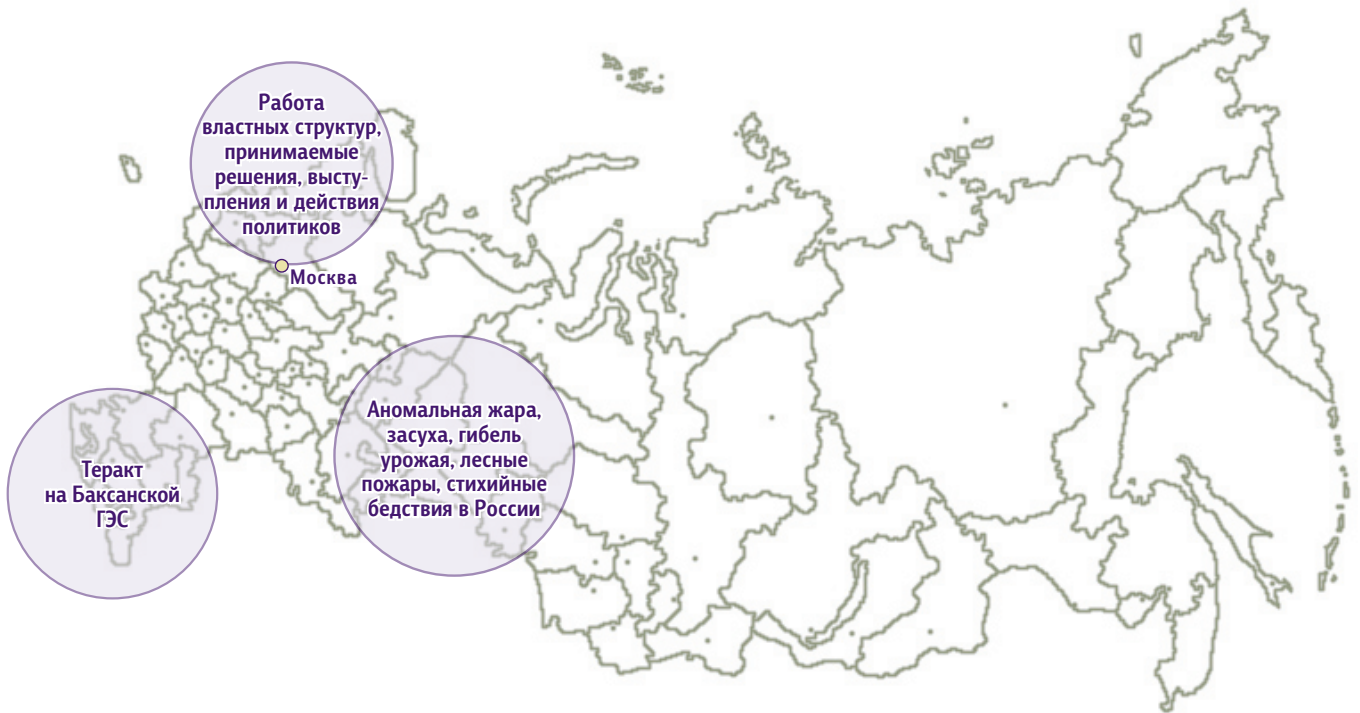 Работа
властных структур,
принимаемые
решения, высту-
пления и действия
политиков
Москва
Аномальная жара,
засуха, гибель
урожая, лесные
пожары, стихийные
бедствия в России
Теракт
на Баксанской
ГЭС